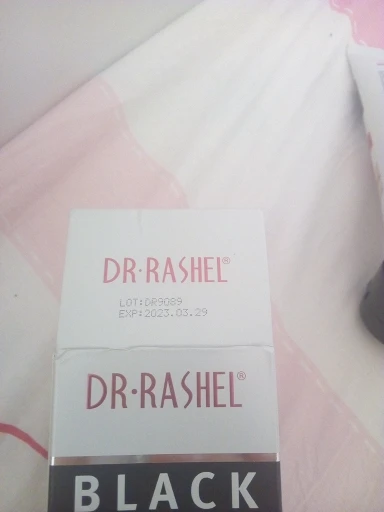 DR·RASHEL®
LOT:DR9089
EXP:2023.03.29
DR·RASHEL®
BLACK